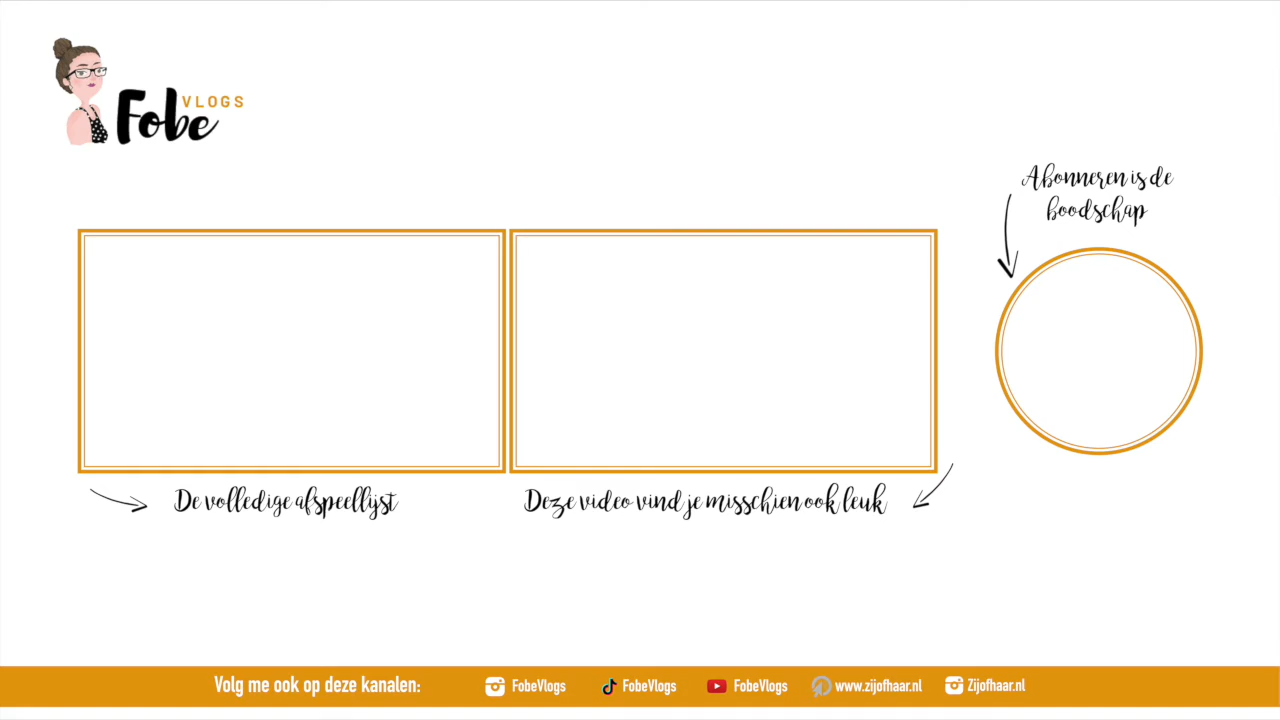 VLOGS
Fobe
Abonneren is de
boodschap
De volledige afspeellijst
Deze video vind je misschien ook leuk
Volg me ook op deze kanalen: FobeVlogs FobeVlogs FobeVlogs www.zijofhaar.nl Zijofhaar.nl